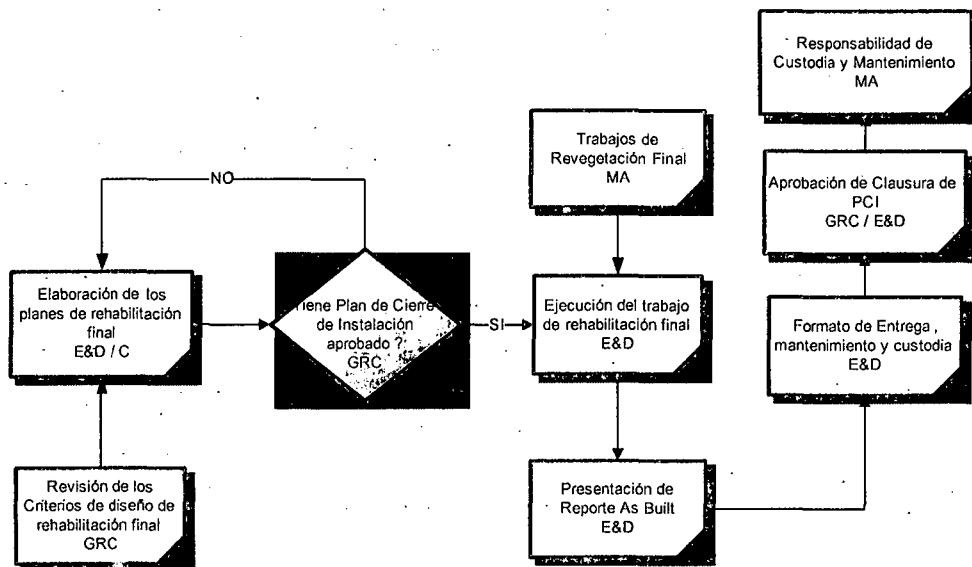 Responsabilidad de
Custodia y Mantenimiento
MA
Trabajos de
Revegetación Final
MA
Aprobación de Clausura de
PCI
GRC / E&D
NO
Elaboración de los
planes de rehabilitación
final
E&D / C
Tiene Plan de Cierre
de Instalación
aprobado ?
GRC
SI
Ejecución del trabajo
de rehabilitación final
E&D
Formato de Entrega ,
mantenimiento y custodia
E&D
Revisión de los
Criterios de diseño de
rehabilitación final
GRC
Presentación de
Reporte As Built
E&D